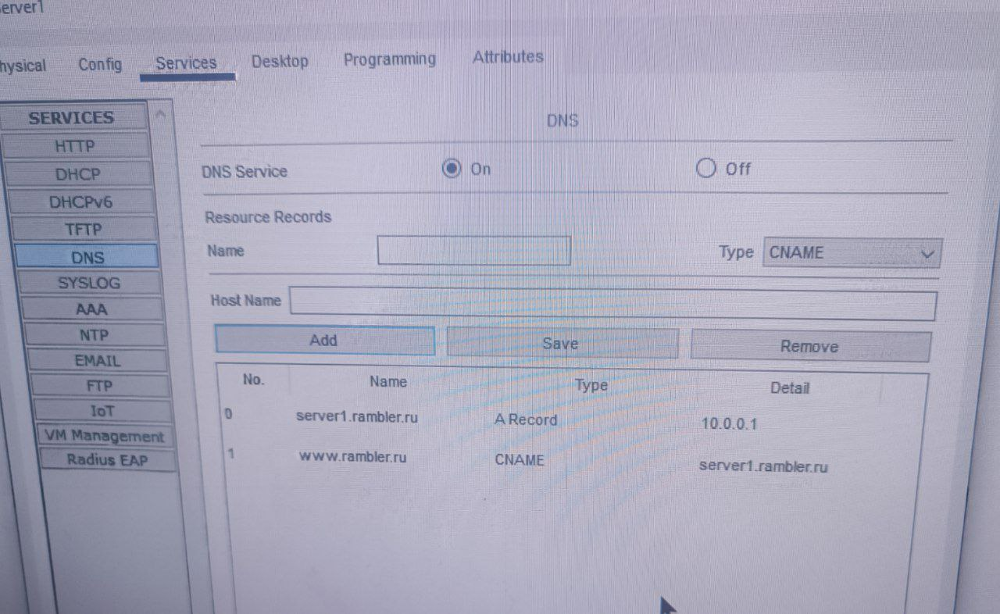 Server1
Physical Config Services Desktop Programming Attributes
SERVICES
HTTP
DHCP
DHCPv6
TFTP
DNS
SYSLOG
AAA
NTP
EMAIL
FTP
IoT
VM Management
Radius EAP
DNS
DNS Service On Off
Resource Records
Name Type CNAME
Host Name
Add Save Remove
No. Name Type Detail
0 server1.rambler.ru A Record 10.0.0.1
1 www.rambler.ru CNAME server1.rambler.ru